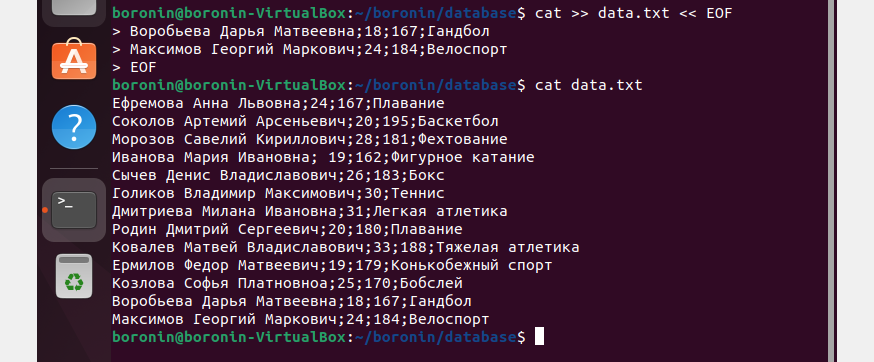 boronin@boronin-VirtualBox:~/boronin/database$ cat >> data.txt << EOF
> Воробьева Дарья Матвеевна;18;167;Гандбол
> Максимов Георгий Маркович;24;184;Велоспорт
> EOF
boronin@boronin-VirtualBox:~/boronin/database$ cat data.txt
Ефремова Анна Львовна;24;167;Плавание
Соколов Артемий Арсеньевич;20;195;Баскетбол
Морозов Савелий Кириллович;28;181;Фехтование
Иванова Мария Ивановна; 19;162;Фигурное катание
Сычев Денис Владиславович;26;183;Бокс
Голиков Владимир Максимович;30;Теннис
Дмитриева Милана Ивановна;31;Легкая атлетика
Родин Дмитрий Сергеевич;20;180;Плавание
Ковалев Матвей Владиславович;33;188;Тяжелая атлетика
Ермилов Федор Матвеевич;19;179;Конькобежный спорт
Козлова Софья Платновноа;25;170;Бобслей
Воробьева Дарья Матвеевна;18;167;Гандбол
Максимов Георгий Маркович;24;184;Велоспорт
boronin@boronin-VirtualBox:~/boronin/database$